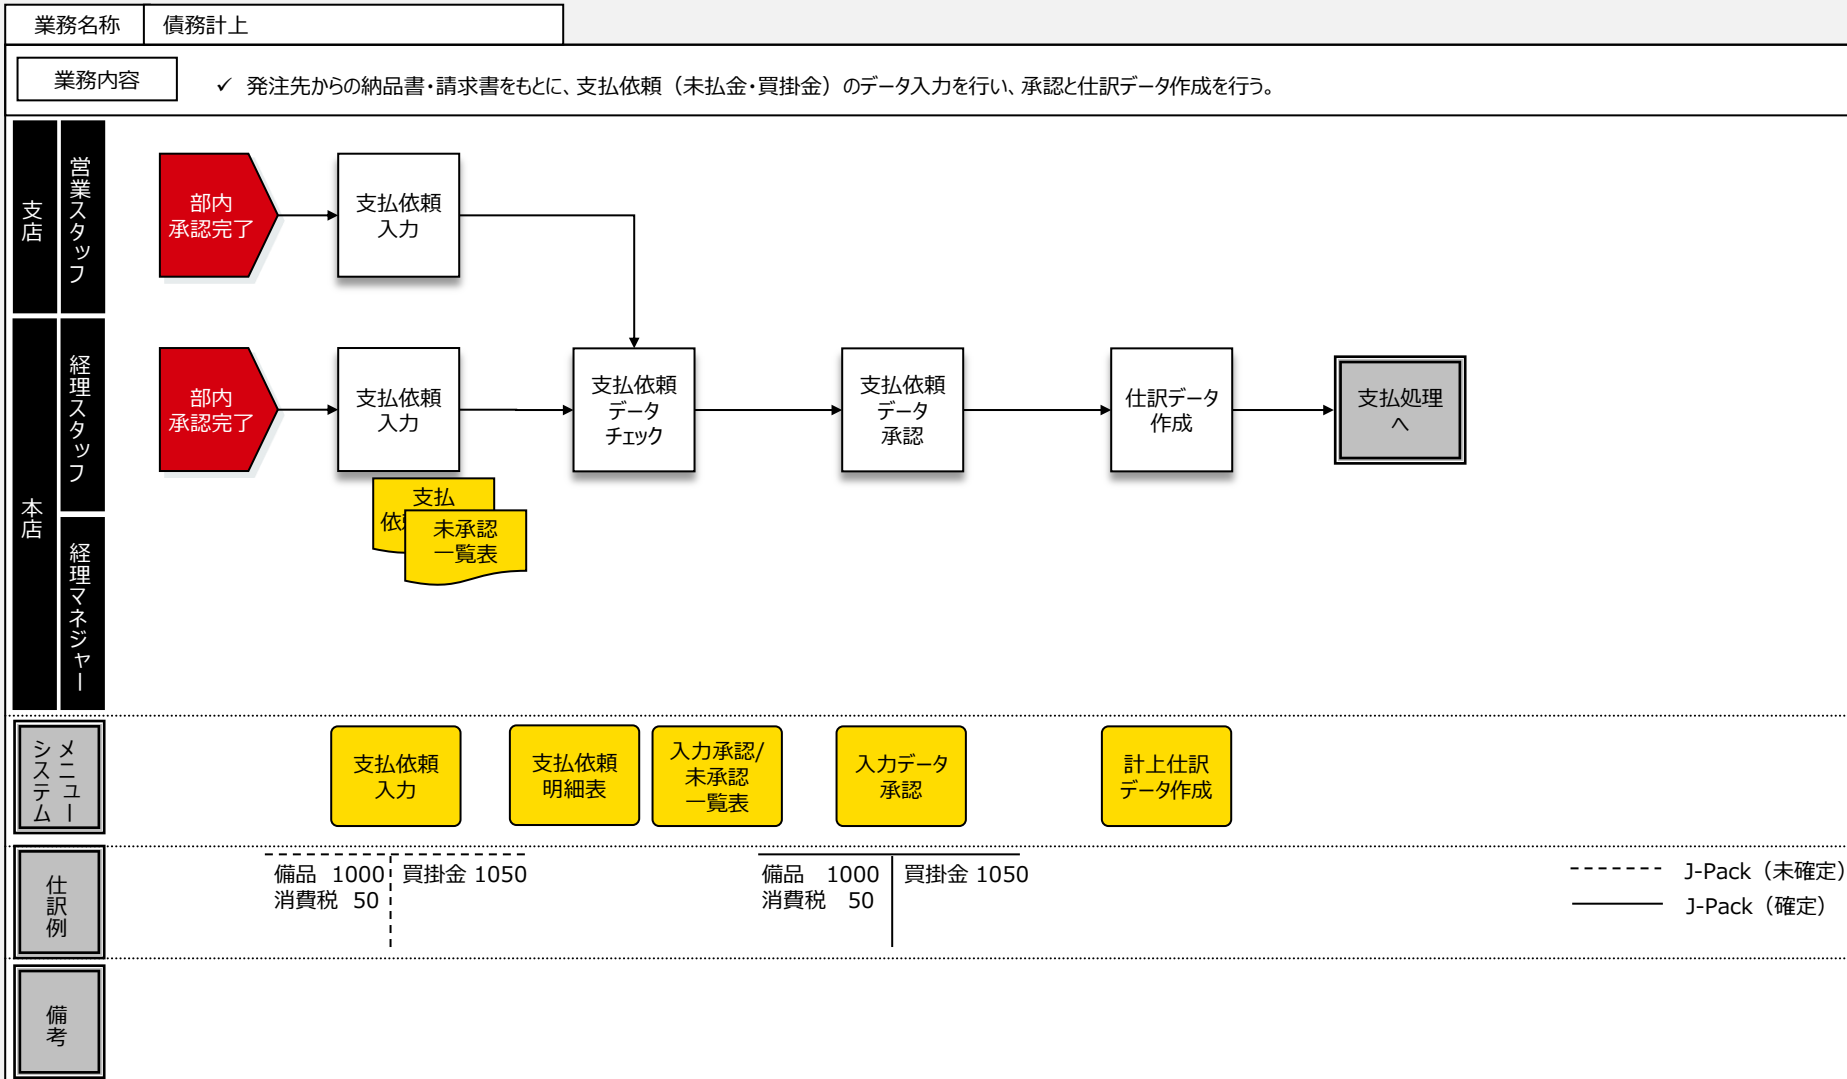 業務名称
債務計上
業務内容
✓ 発注先からの納品書・請求書をもとに、支払依頼（未払金・買掛金）のデータ入力を行い、承認と仕訳データ作成を行う。
支店
営業スタッフ
部内
承認完了
支払依頼
入力
本店
経理スタッフ
部内
承認完了
支払依頼
入力
支払依頼
データ
チェック
支払依頼
データ
承認
仕訳データ
作成
支払処理
へ
支払
依
未承認
一覧表
経理マネジャー
システム
メニュー
支払依頼
入力
支払依頼
明細表
入力承認/
未承認
一覧表
入力データ
承認
計上仕訳
データ作成
仕訳例
備品 1000 買掛金 1050
消費税 50
備品 1000 買掛金 1050
消費税 50
J-Pack（未確定）
J-Pack（確定）
備考